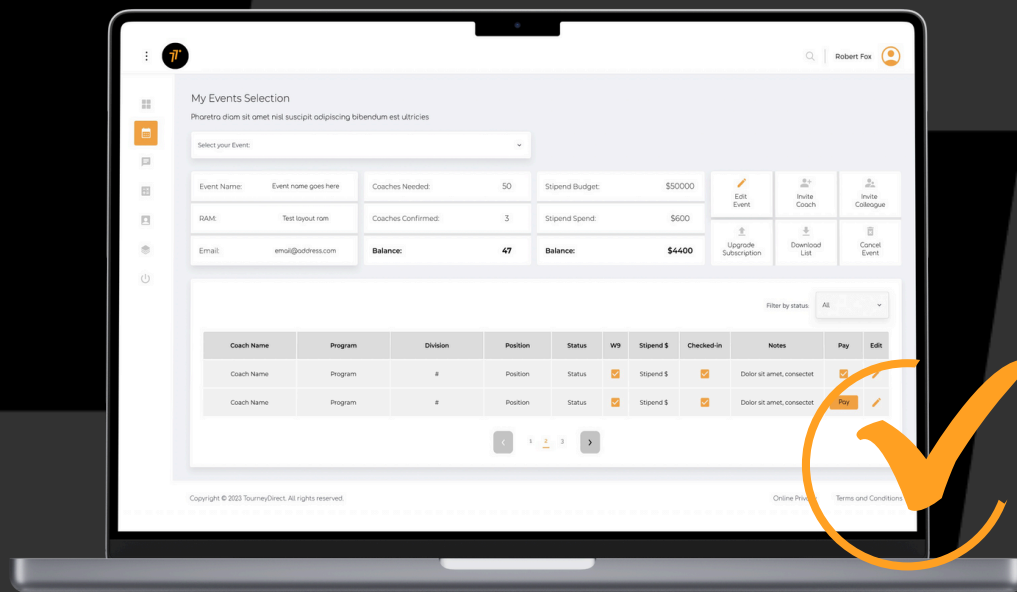 Robert Fox
My Events Selection
Pharetra diam sit amet nisl suscipit adipiscing bibendum est ultricies
Select your Event:
Event Name: Event name goes here Coaches Needed: 50 Stipend Budget: $50000 Edit Event Invite Coach Invite Colleague
RAM: Test layout ram Coaches Confirmed: 3 Stipend Spend: $600
Email: email@address.com Balance: 47 Balance: $4400 Upgrade Subscription Download List Cancel Event
Filter by status: All
Coach Name Program Division Position Status W9 Stipend $ Checked-in Notes Pay Edit
Coach Name Program # Position Status Stipend $ Dolor sit amet, consectet
Coach Name Program # Position Status Stipend $ Dolor sit amet, consectet Pay
1 2 3
Copyright © 2023 TourneyDirect. All rights reserved. Online Terms and Conditions